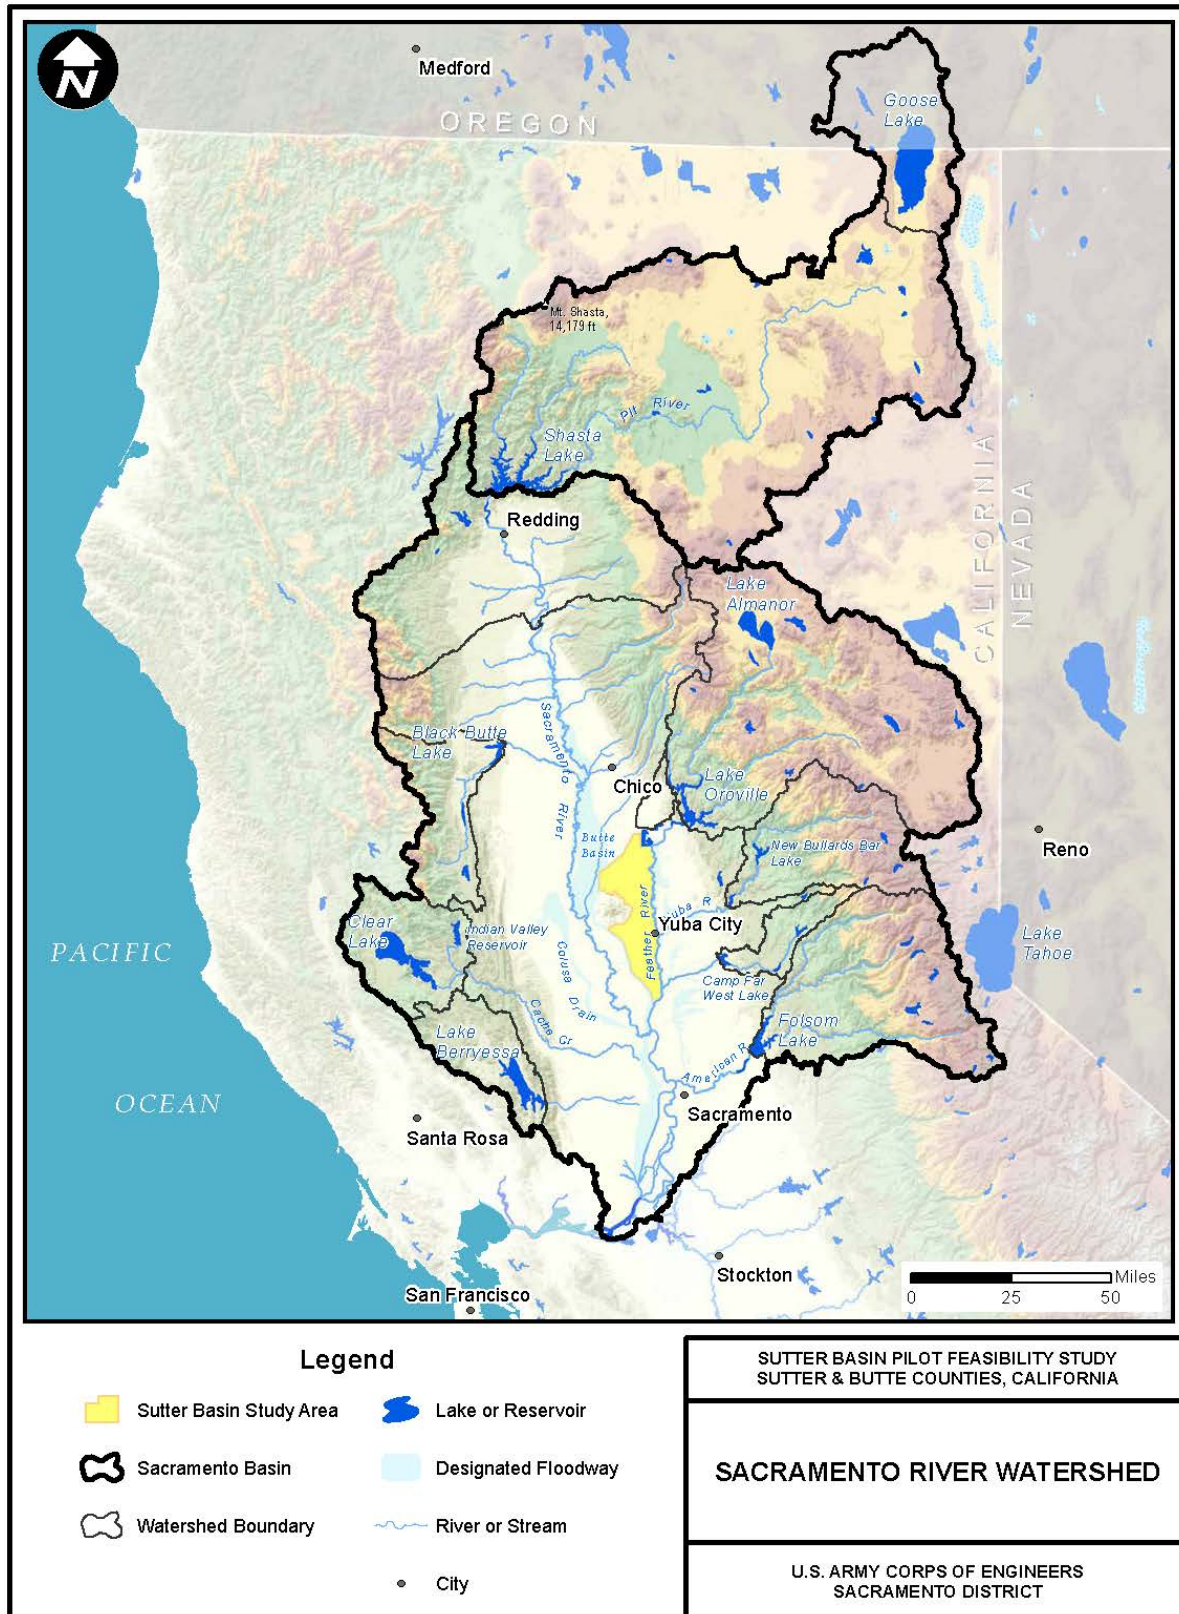 N
Medford
OREGON
Goose
Lake
Mt. Shasta,
14,179 ft
Pit River
Shasta
Lake
CALIFORNIA
NEVADA
Redding
Lake
Almanor
Sacramento River
Black Butte
Lake
Chico
Lake
Oroville
Butte
Basin
New Bullards Bar
Lake
Reno
Feather River
Yuba R
Yuba City
Clear
Lake
Indian Valley
Reservoir
Colusa Drain
Camp Far
West Lake
Lake
Tahoe
PACIFIC
OCEAN
Cache Cr
Folsom
Lake
Lake
Berryessa
American R
Sacramento
Santa Rosa
Stockton
San Francisco
Miles
0 25 50
Legend
Sutter Basin Study Area
Lake or Reservoir
Sacramento Basin
Designated Floodway
Watershed Boundary
River or Stream
City
SUTTER BASIN PILOT FEASIBILITY STUDY
SUTTER & BUTTE COUNTIES, CALIFORNIA
SACRAMENTO RIVER WATERSHED
U.S. ARMY CORPS OF ENGINEERS
SACRAMENTO DISTRICT